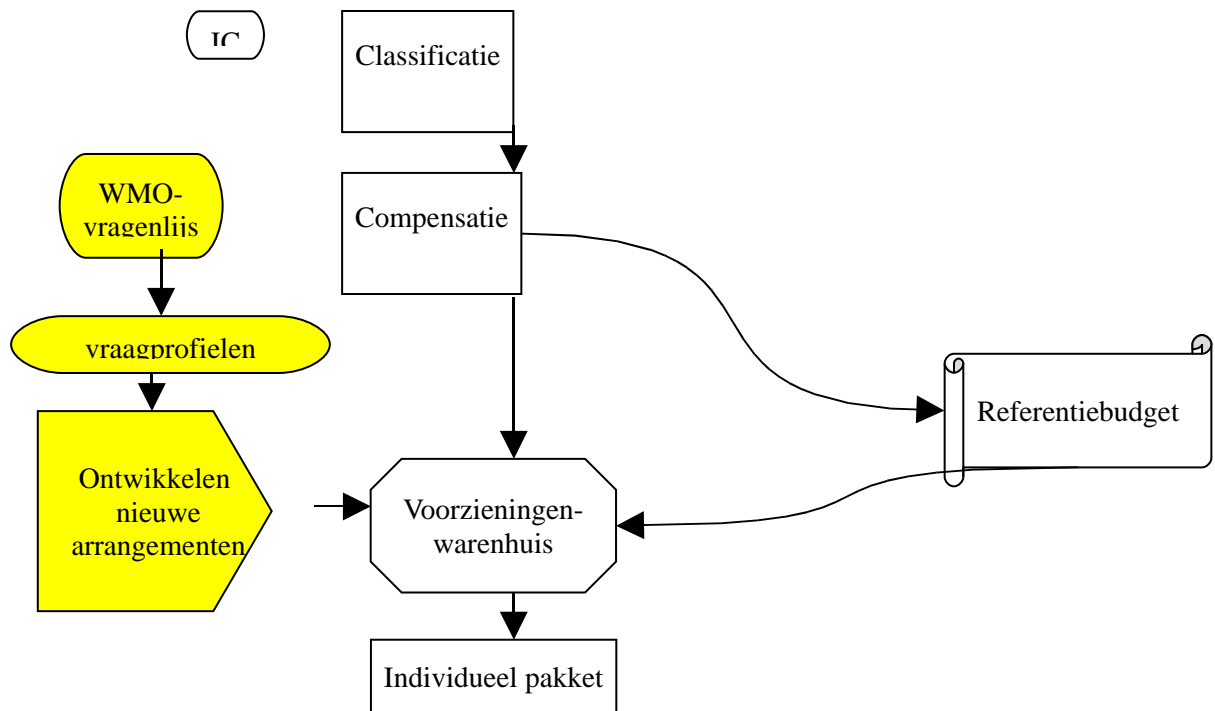 Classificatie
WMO-
vragenlijs
Compensatie
vraagprofielen
Referentiebudget
Ontwikkelen
nieuwe
arrangementen
Voorzieningen-
warenhuis
Individueel pakket